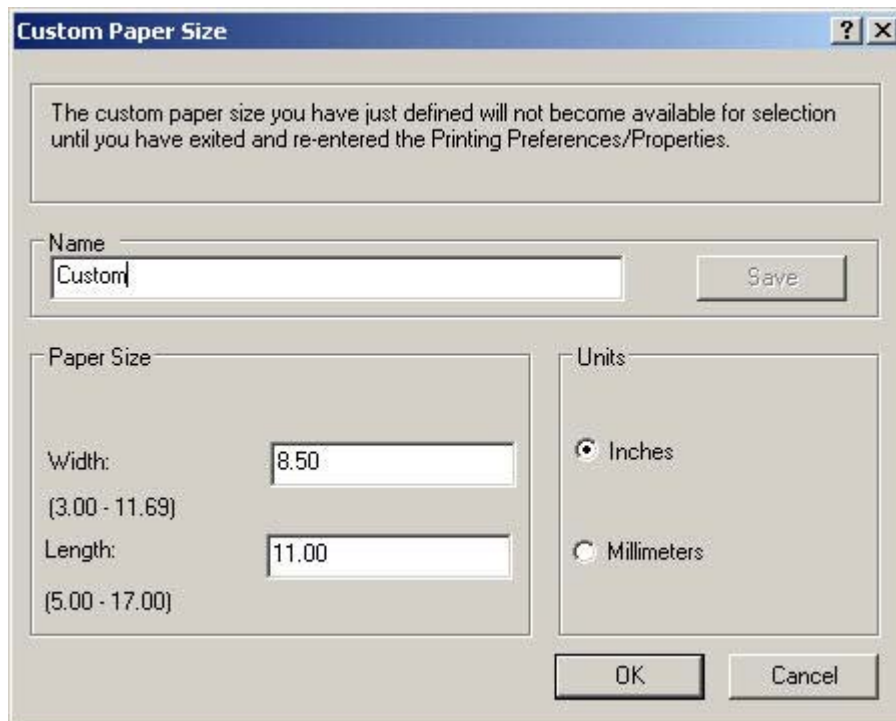 Custom Paper Size
The custom paper size you have just defined will not become available for selection
until you have exited and re-entered the Printing Preferences/Properties.
Name
Custom
Save
Paper Size
Width:
8.50
(3.00 - 11.69)
Length:
11.00
(5.00 - 17.00)
Units
Inches
Millimeters
OK
Cancel